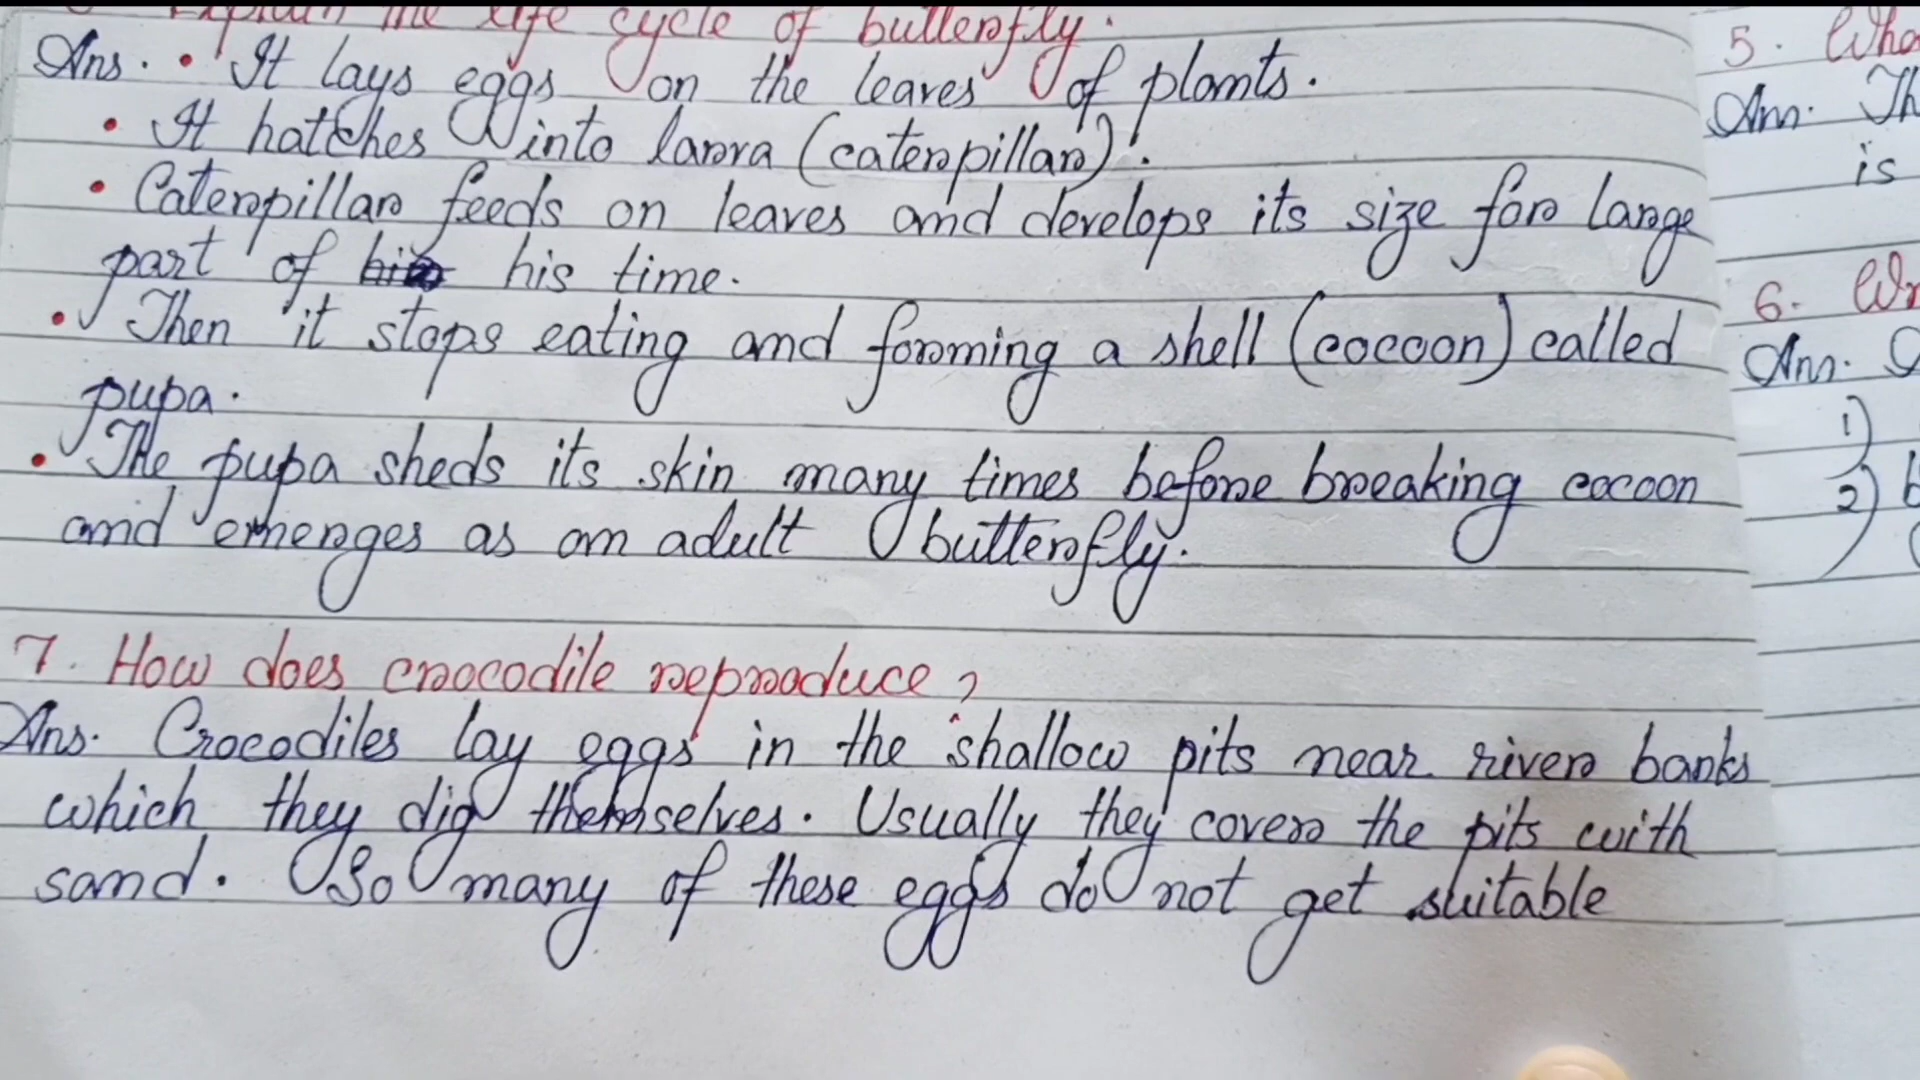 Explain the life cycle of butterfly.
Ans. • It lays eggs on the leaves of plants.
• It hatches into larva (caterpillar).
• Caterpillar feeds on leaves and develops its size for large
part of his time.
• Then it stops eating and forming a shell (cocoon) called
pupa.
• The pupa sheds its skin many times before breaking cocoon
and emerges as an adult butterfly.
7. How does crocodile reproduce?
Ans. Crocodiles lay eggs in the shallow pits near river banks
which they dig themselves. Usually they cover the pits with
sand. So many of these eggs do not get suitable
5.
Ans.
is
6.
Ans.
1)
2)